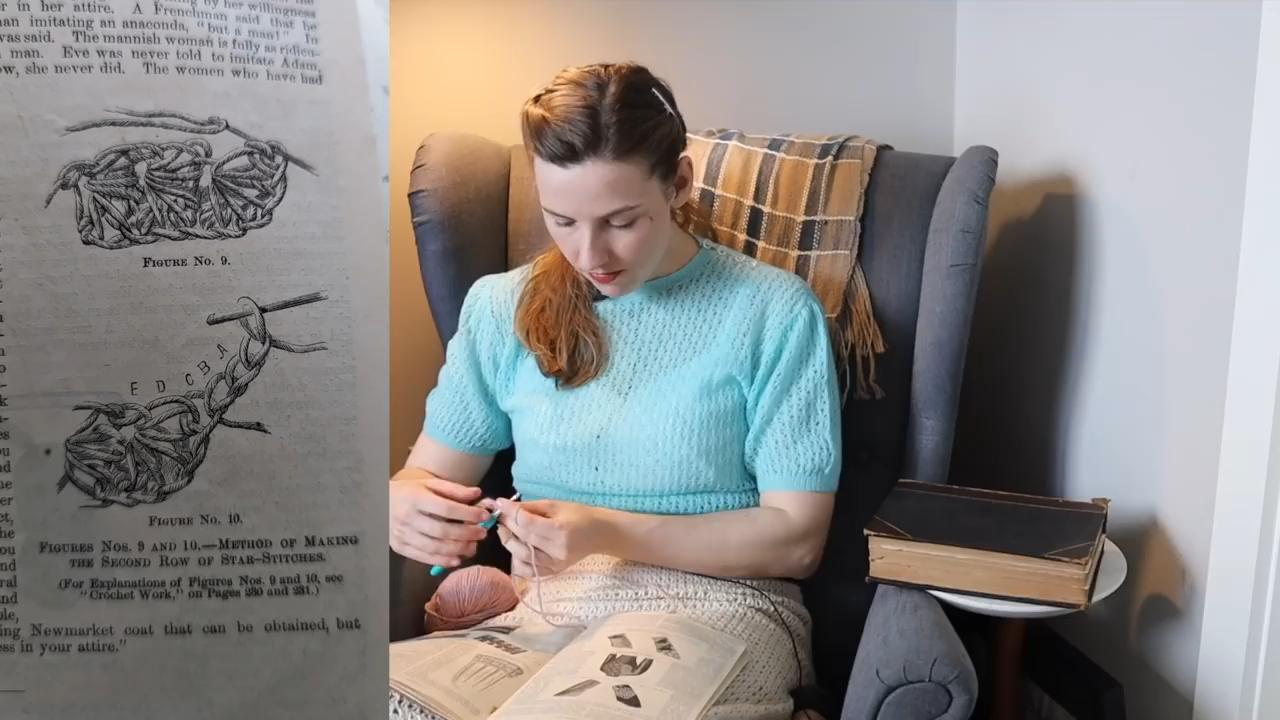 r in her attire. A Frenchman said that he
an imitating an anaconda, "but a man!" In
was said. The mannish woman is fully as ridicu-
man. Eve was never told to imitate Adam,
ow, she never did. The women who have had
FIGURE NO. 9.
E D C B A
FIGURE NO. 10.
FIGURES NOS. 9 AND 10.—METHOD OF MAKING
THE SECOND ROW OF STAR-STITCHES.
(For Explanations of Figures Nos. 9 and 10, see
"Crochet Work," on Pages 230 and 231.)
ing Newmarket coat that can be obtained, but
ess in your attire."